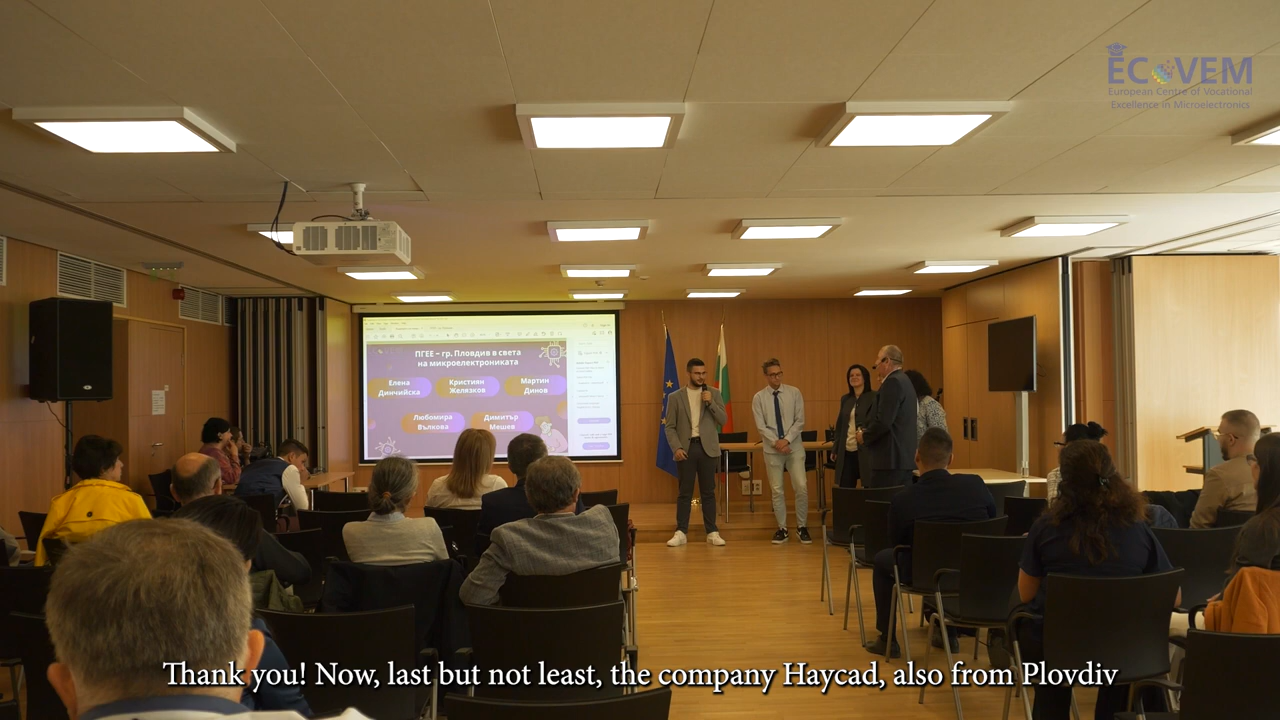 ECOVEM
European Centre of Vocational
Excellence in Microelectronics
ПГЕЕ – гр. Пловдив в света
на микроелектрониката
Елена
Динчийска
Кристиян
Желязков
Мартин
Динов
Любомира
Вълкова
Димитър
Мешев
Thank you! Now, last but not least, the company Haycad, also from Plovdiv